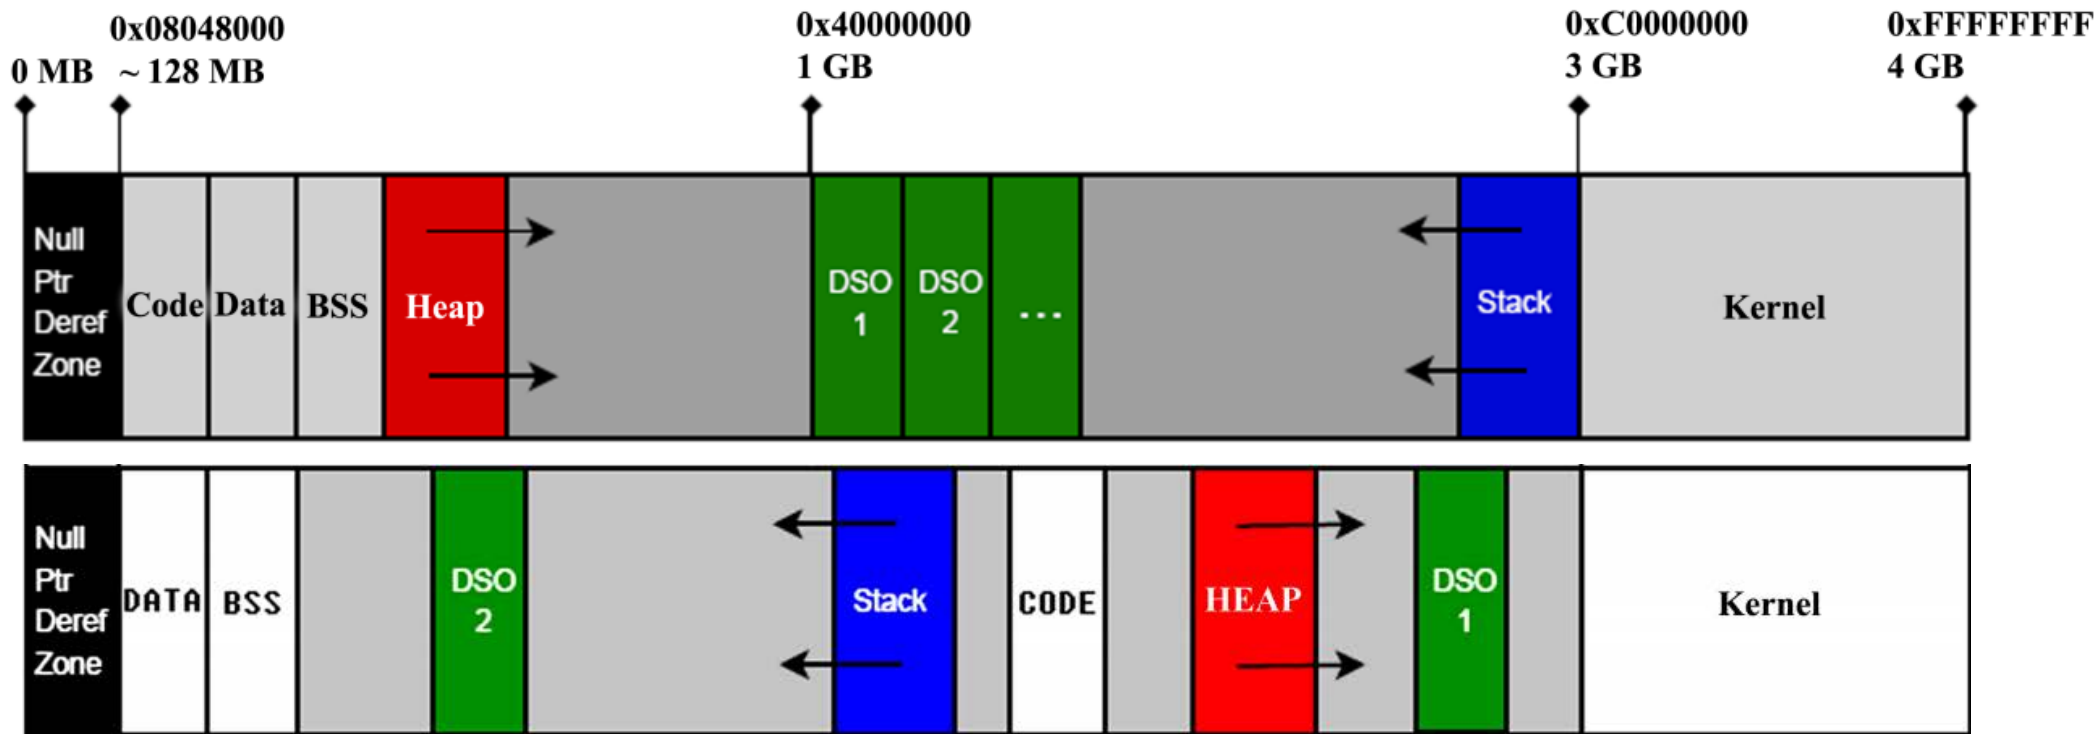 0x08048000
0x40000000
0xC0000000
0xFFFFFFFF
0 MB
~ 128 MB
1 GB
3 GB
4 GB
Null
Ptr
Deref
Zone
Code
Data
BSS
Heap
DSO
1
DSO
2
...
Stack
Kernel
Null
Ptr
Deref
Zone
DATA
BSS
DSO
2
Stack
CODE
HEAP
DSO
1
Kernel